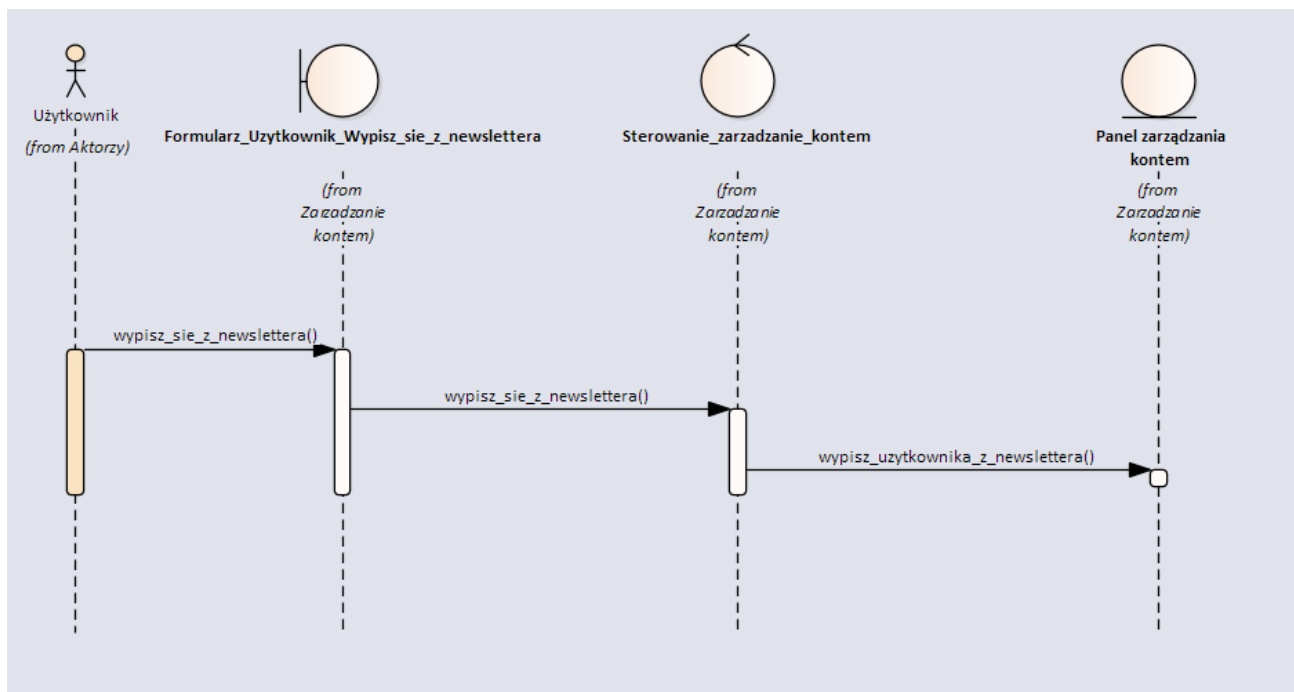 Użytkownik
(from Aktorzy)
Formularz_Uzytkownik_Wypisz_sie_z_newslettera
(from
Zarzadzanie
kontem)
Sterowanie_zarzadzanie_kontem
(from
Zarzadzanie
kontem)
Panel zarządzania
kontem
(from
Zarzadzanie
kontem)
wypisz_sie_z_newslettera()
wypisz_sie_z_newslettera()
wypisz_uzytkownika_z_newslettera()